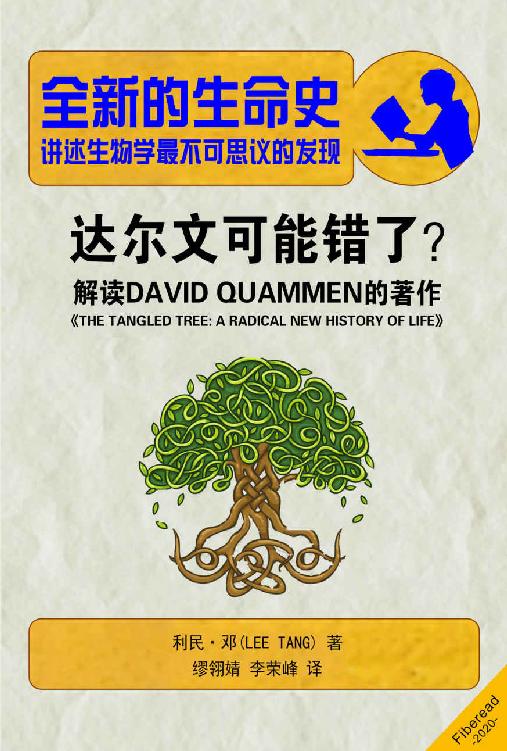 全新的生命史
讲述生物学最不可思议的发现
达尔文可能错了?
解读DAVID QUAMMEN的著作
《THE TANGLED TREE: A RADICAL NEW HISTORY OF LIFE》
利民·邓(LEE TANG) 著
缪翎婧 李荣峰 译
Fiberead
-2020-